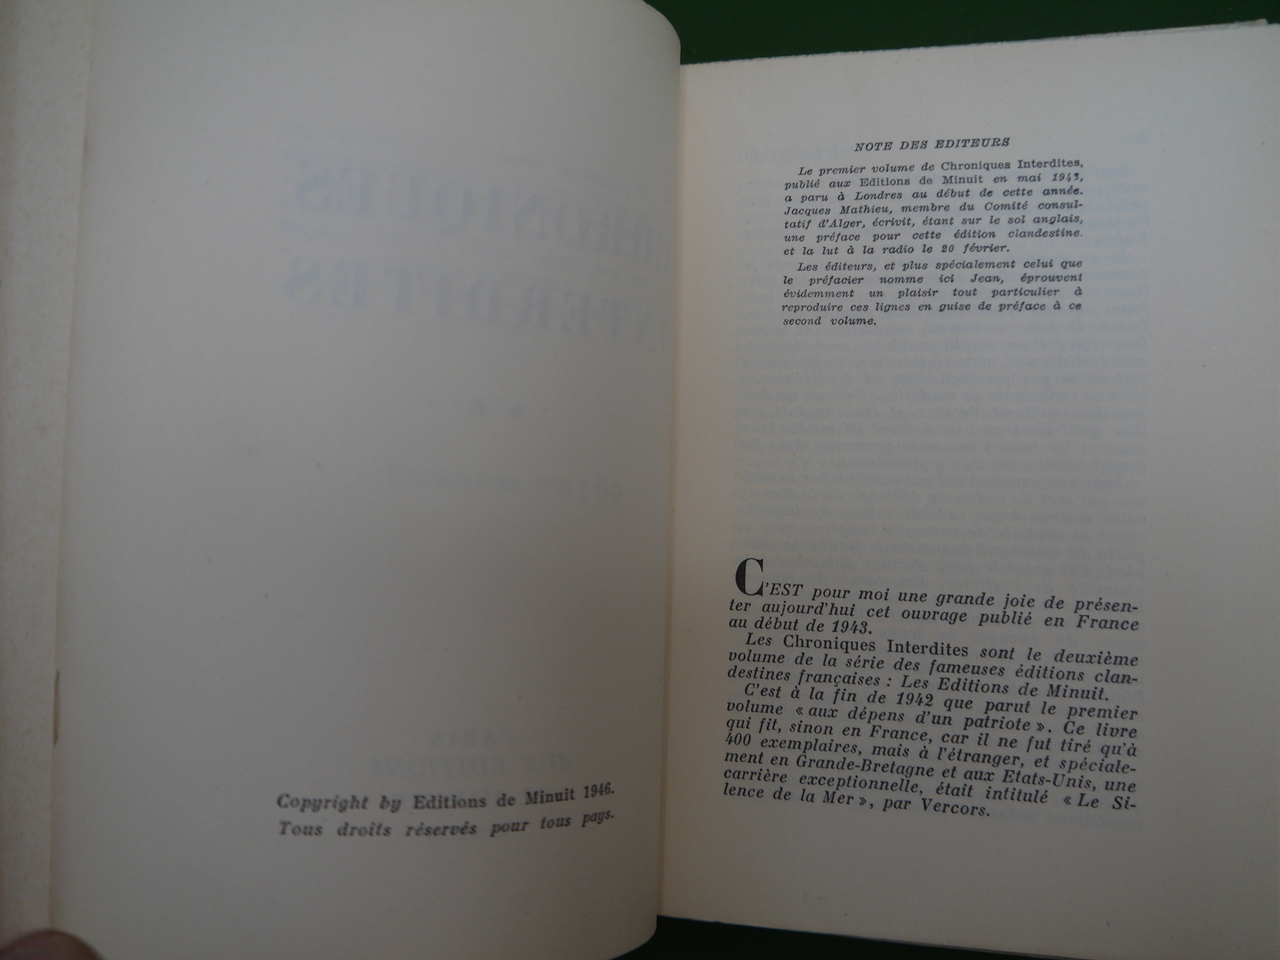 Copyright by Editions de Minuit 1946.
Tous droits réservés pour tous pays.
NOTE DES EDITEURS
Le premier volume de Chroniques Interdites,
publié aux Editions de Minuit en mai 1943,
a paru à Londres au début de cette année.
Jacques Mathieu, membre du Comité consul-
tatif d'Alger, écrivit, étant sur le sol anglais,
une préface pour cette édition clandestine
et la lut à la radio le 20 février.
Les éditeurs, et plus spécialement celui que
le préfacier nomme ici Jean, éprouvent
évidemment un plaisir tout particulier à
reproduire ces lignes en guise de préface à ce
second volume.
C'EST pour moi une grande joie de présen-
ter aujourd'hui cet ouvrage publié en France
au début de 1943.
Les Chroniques Interdites sont le deuxième
volume de la série des fameuses éditions clan-
destines françaises : Les Editions de Minuit.
C'est à la fin de 1942 que parut le premier
volume « aux dépens d'un patriote ». Ce livre
qui fit, sinon en France, car il ne fut tiré qu'à
400 exemplaires, mais à l'étranger, et spéciale-
ment en Grande-Bretagne et aux Etats-Unis, une
carrière exceptionnelle, était intitulé « Le Si-
lence de la Mer », par Vercors.